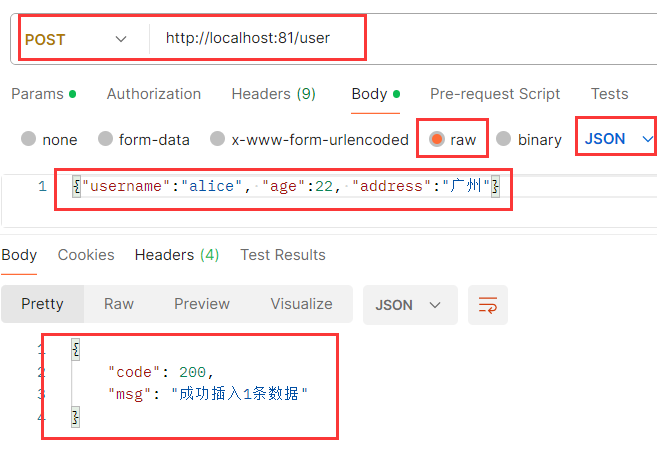 POST http://localhost:81/user
Params Authorization Headers (9) Body Pre-request Script Tests
none form-data x-www-form-urlencoded raw binary JSON
1 {"username":"alice", "age":22, "address":"广州"}
Body Cookies Headers (4) Test Results
Pretty Raw Preview Visualize JSON
1 {
2 "code": 200,
3 "msg": "成功插入1条数据"
4 }